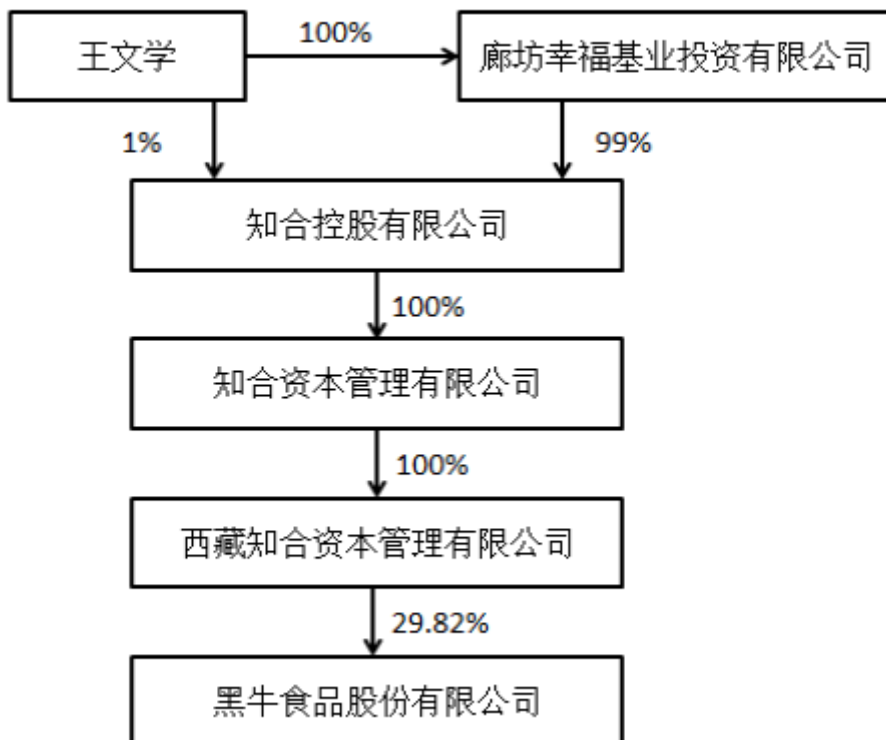 王文学
100%
廊坊幸福基业投资有限公司
1%
99%
知合控股有限公司
100%
知合资本管理有限公司
100%
西藏知合资本管理有限公司
29.82%
黑牛食品股份有限公司